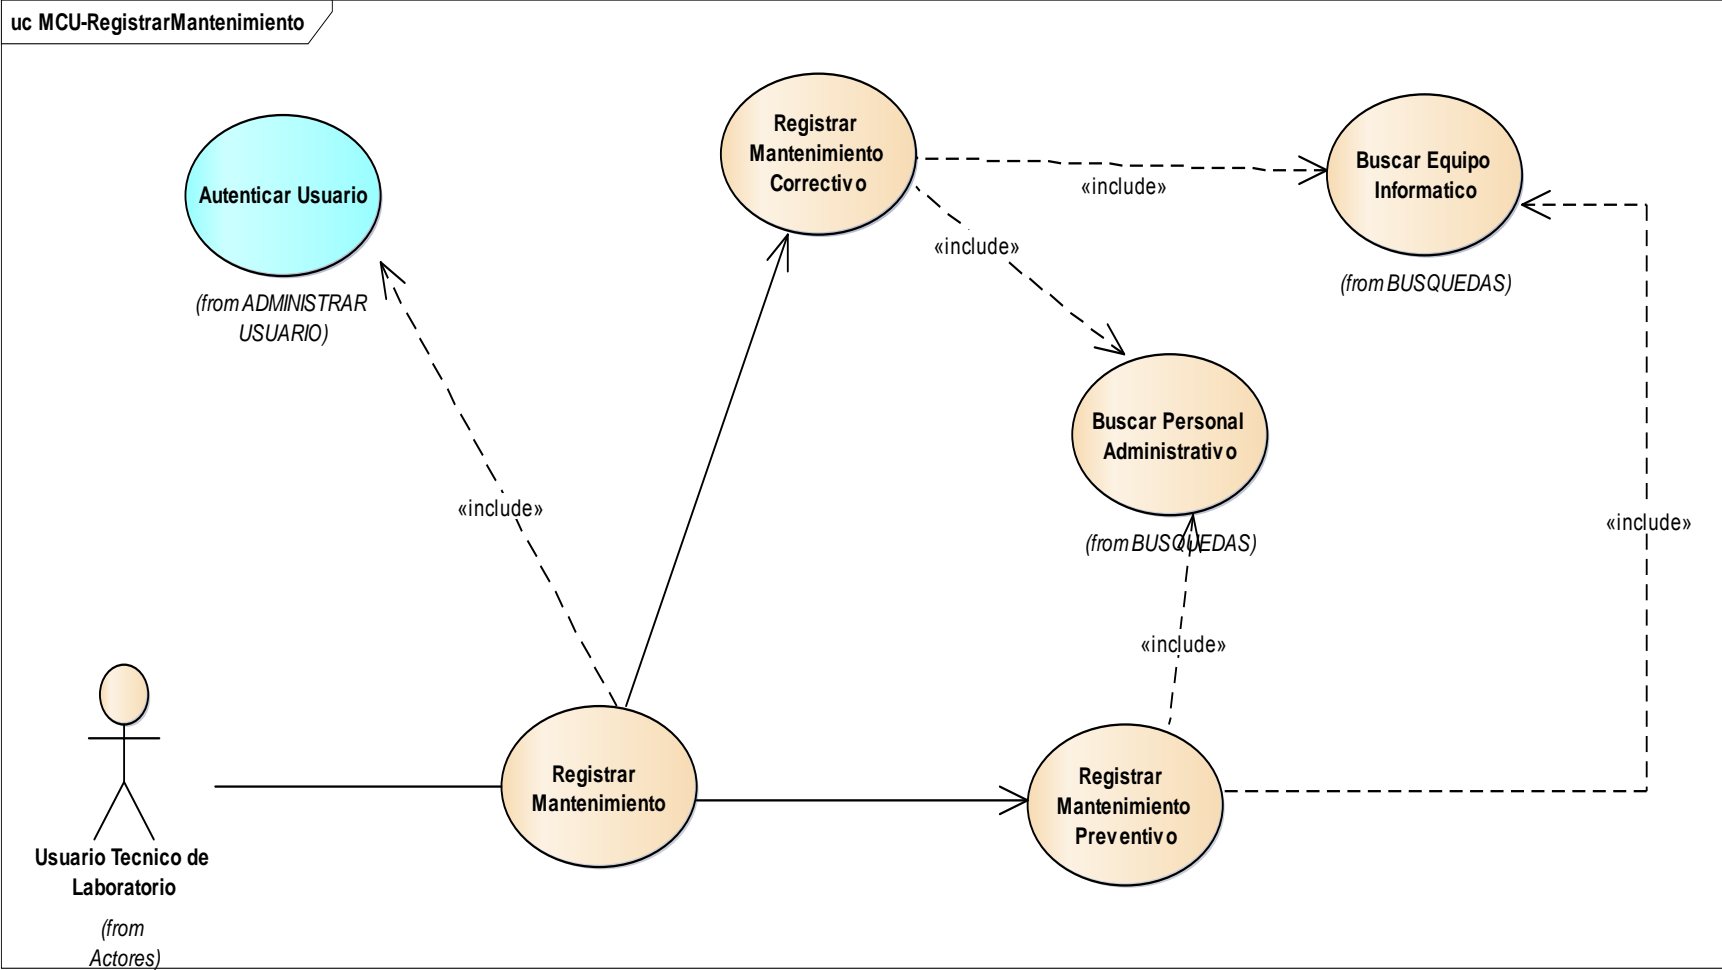 uc MCU-RegistrarMantenimiento
Autenticar Usuario
(from ADMINISTRAR
USUARIO)
Registrar
Mantenimiento
Correctivo
Buscar Equipo
Informatico
(from BUSQUEDAS)
«include»
«include»
Buscar Personal
Administrativo
(from BUSQUEDAS)
«include»
«include»
«include»
Registrar
Mantenimiento
Registrar
Mantenimiento
Preventivo
Usuario Tecnico de
Laboratorio
(from
Actores)